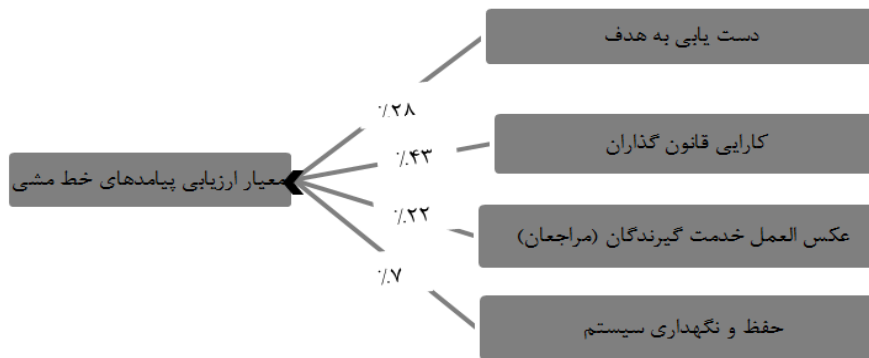 دست یابی به هدف
٪۲۸
کارایی قانون گذاران
٪۴۳
معیار ارزیابی پیامدهای خط مشی
٪۲۲
عکس العمل خدمت گیرندگان (مراجعان)
٪۷
حفظ و نگهداری سیستم